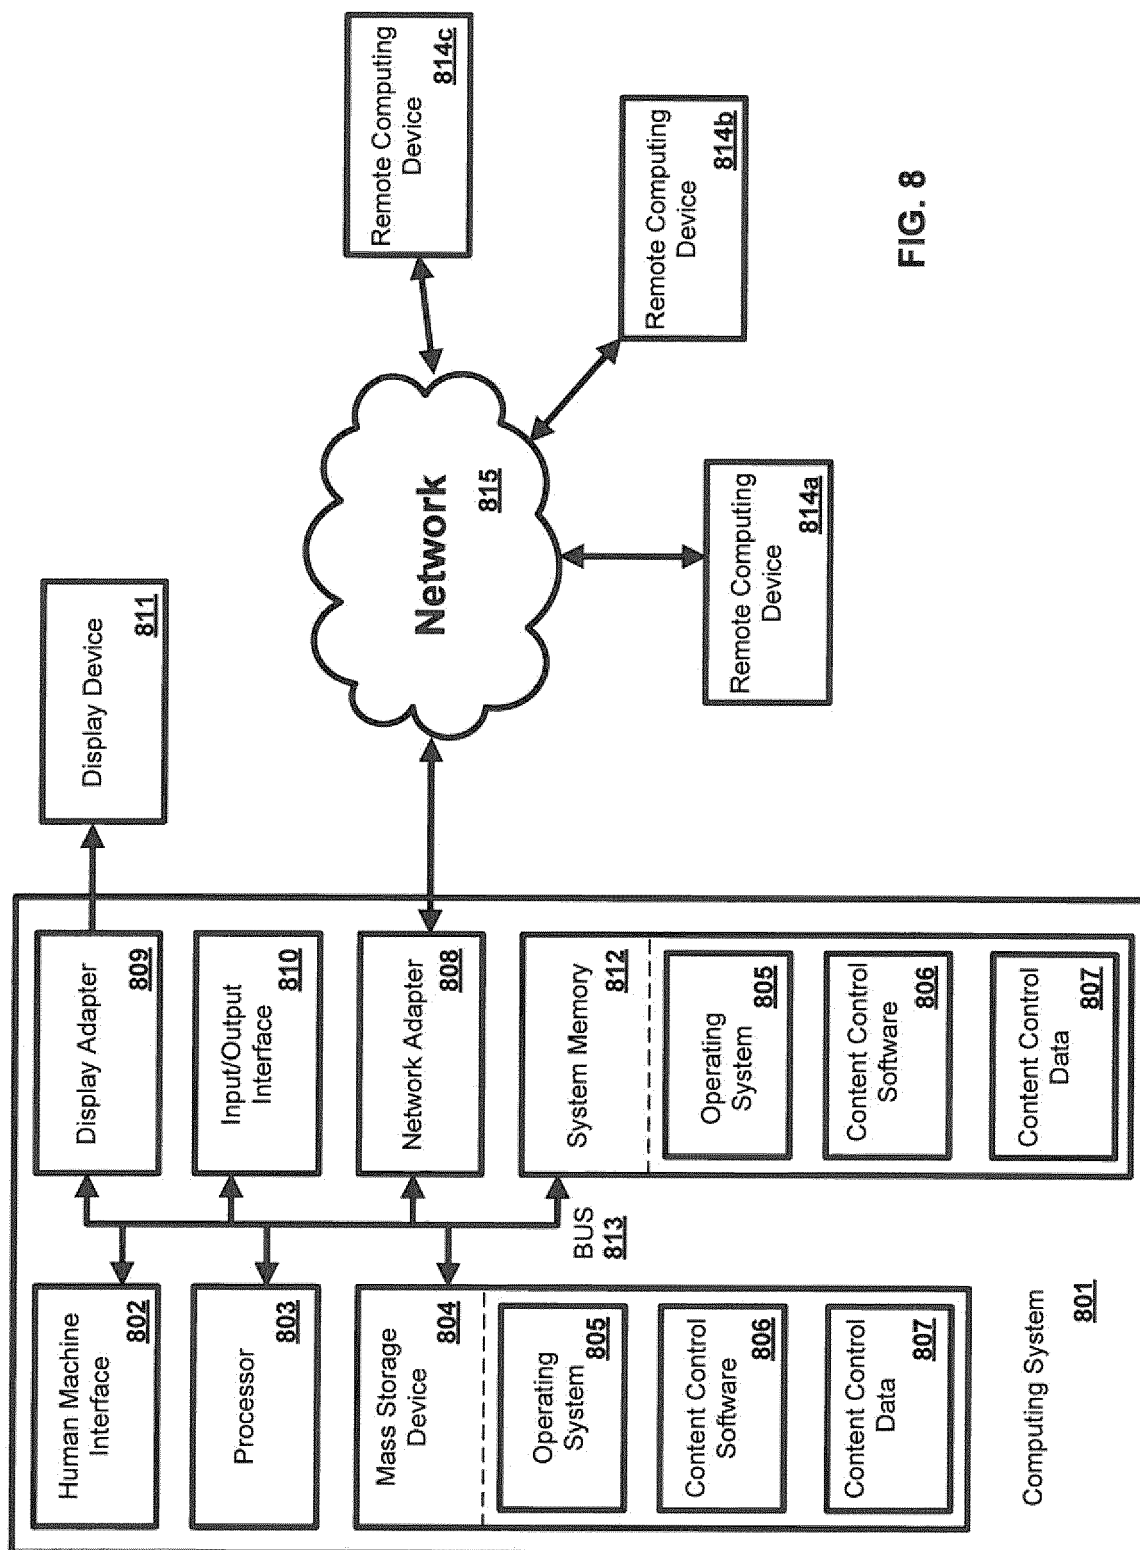 Human Machine
Interface
802
Processor
803
Mass Storage
Device
804
Operating
System
805
Content Control
Software
806
Content Control
Data
807
Computing System
801
BUS
813
Display Adapter
809
Input/Output
Interface
810
Network Adapter
808
System Memory
812
Operating
System
805
Content Control
Software
806
Content Control
Data
807
Display Device
811
Network
815
Remote Computing
Device
814a
Remote Computing
Device
814b
Remote Computing
Device
814c
FIG. 8